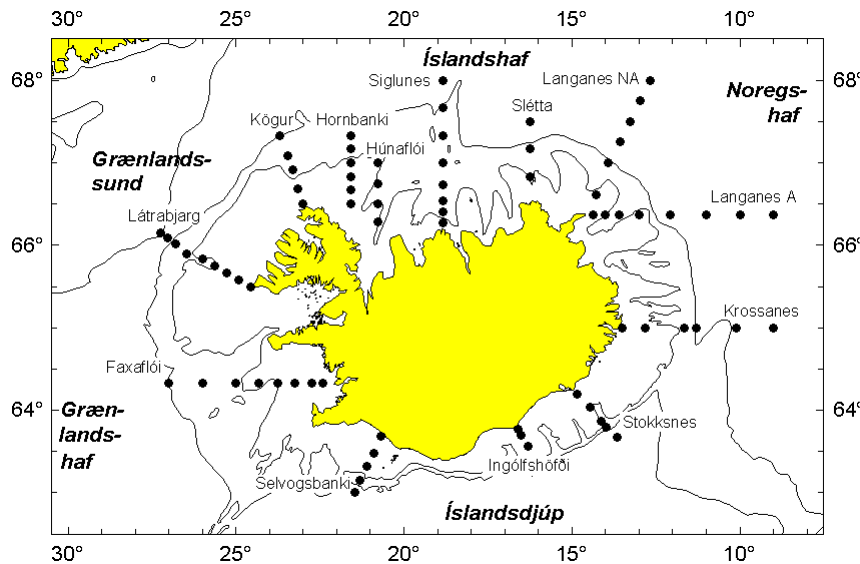 30° 25° 20° 15° 10°
Íslandshaf
68° Siglunes Langanes NA 68°
Noregs-
haf
Slétta
Kögur Hornbanki
Húnaflói
Grænlands-
sund
Langanes A
Látrabjarg
66° 66°
Krossanes
Faxaflói
64° 64°
Græn-
lands-
haf
Stokksnes
Ingólfshöfði
Selvogsbanki
Íslandsdjúp
30° 25° 20° 15° 10°